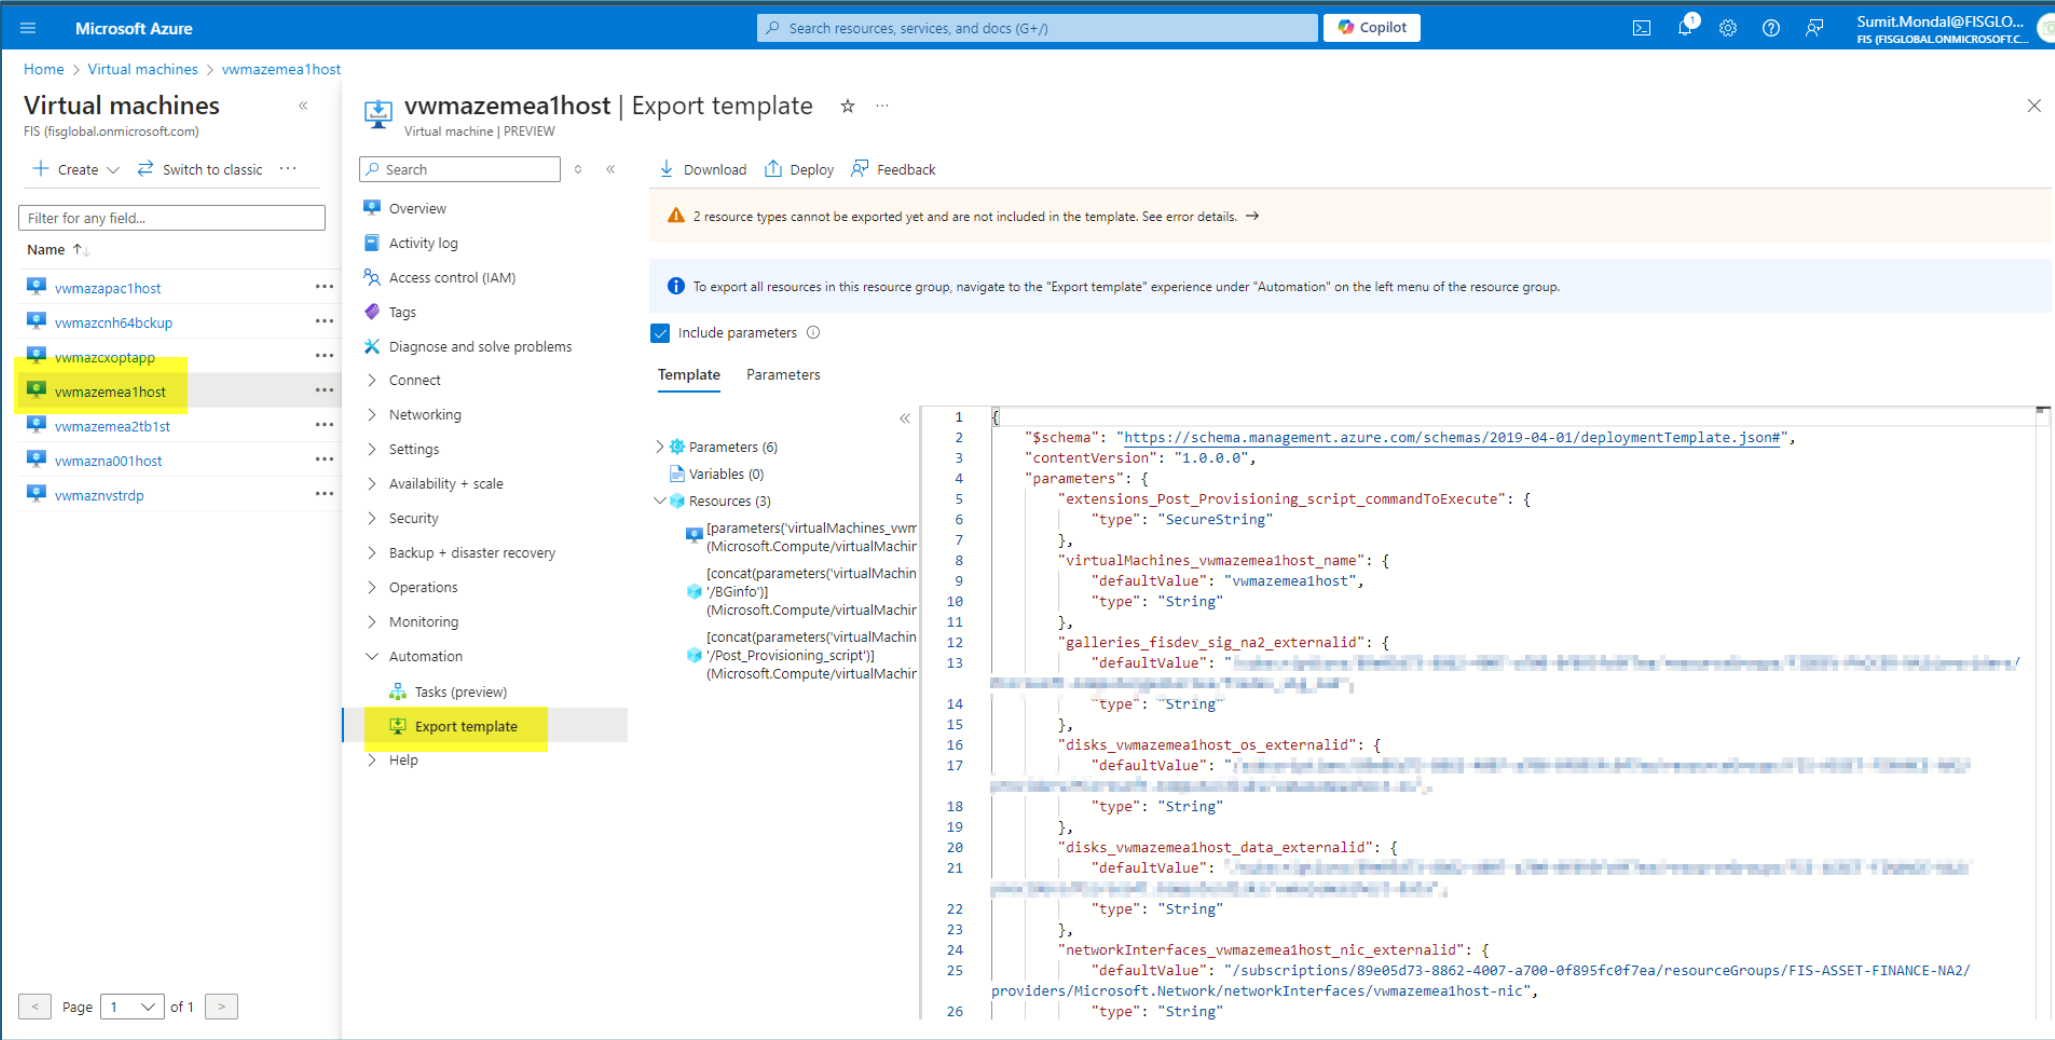 Microsoft Azure
Search resources, services, and docs (G+/)
Copilot
1
Sumit.Mondal@FISGLO...
FIS (FISGLOBAL.ONMICROSOFT.C...
Home > Virtual machines > vwmazemea1host
Virtual machines
FIS (fisglobal.onmicrosoft.com)
Create
Switch to classic
Filter for any field...
Name
vwmazapac1host
vwmazcnh64bckup
vwmazcxoptapp
vwmazemea1host
vwmazemea2tb1st
vwmazna001host
vwmaznvstrdp
< Page 1 of 1 >
vwmazemea1host | Export template
Virtual machine | PREVIEW
Search
Overview
Activity log
Access control (IAM)
Tags
Diagnose and solve problems
Connect
Networking
Settings
Availability + scale
Security
Backup + disaster recovery
Operations
Monitoring
Automation
Tasks (preview)
Export template
Help
Download
Deploy
Feedback
2 resource types cannot be exported yet and are not included in the template. See error details. →
To export all resources in this resource group, navigate to the "Export template" experience under "Automation" on the left menu of the resource group.
Include parameters
Template
Parameters
Parameters (6)
Variables (0)
Resources (3)
[parameters('virtualMachines_vwm
(Microsoft.Compute/virtualMachir
[concat(parameters('virtualMachin
'/BGinfo')]
(Microsoft.Compute/virtualMachir
[concat(parameters('virtualMachin
'/Post_Provisioning_script')]
(Microsoft.Compute/virtualMachir
1 {
2 "$schema": "https://schema.management.azure.com/schemas/2019-04-01/deploymentTemplate.json#",
3 "contentVersion": "1.0.0.0",
4 "parameters": {
5 "extensions_Post_Provisioning_script_commandToExecute": {
6 "type": "SecureString"
7 },
8 "virtualMachines_vwmazemea1host_name": {
9 "defaultValue": "vwmazemea1host",
10 "type": "String"
11 },
12 "galleries_fisdev_sig_na2_externalid": {
13 "defaultValue": "
14 "type": "String"
15 },
16 "disks_vwmazemea1host_os_externalid": {
17 "defaultValue": "
18 "type": "String"
19 },
20 "disks_vwmazemea1host_data_externalid": {
21 "defaultValue": "
22 "type": "String"
23 },
24 "networkInterfaces_vwmazemea1host_nic_externalid": {
25 "defaultValue": "/subscriptions/89e05d73-8862-4007-a700-0f895fc0f7ea/resourceGroups/FIS-ASSET-FINANCE-NA2/
providers/Microsoft.Network/networkInterfaces/vwmazemea1host-nic",
26 "type": "String"